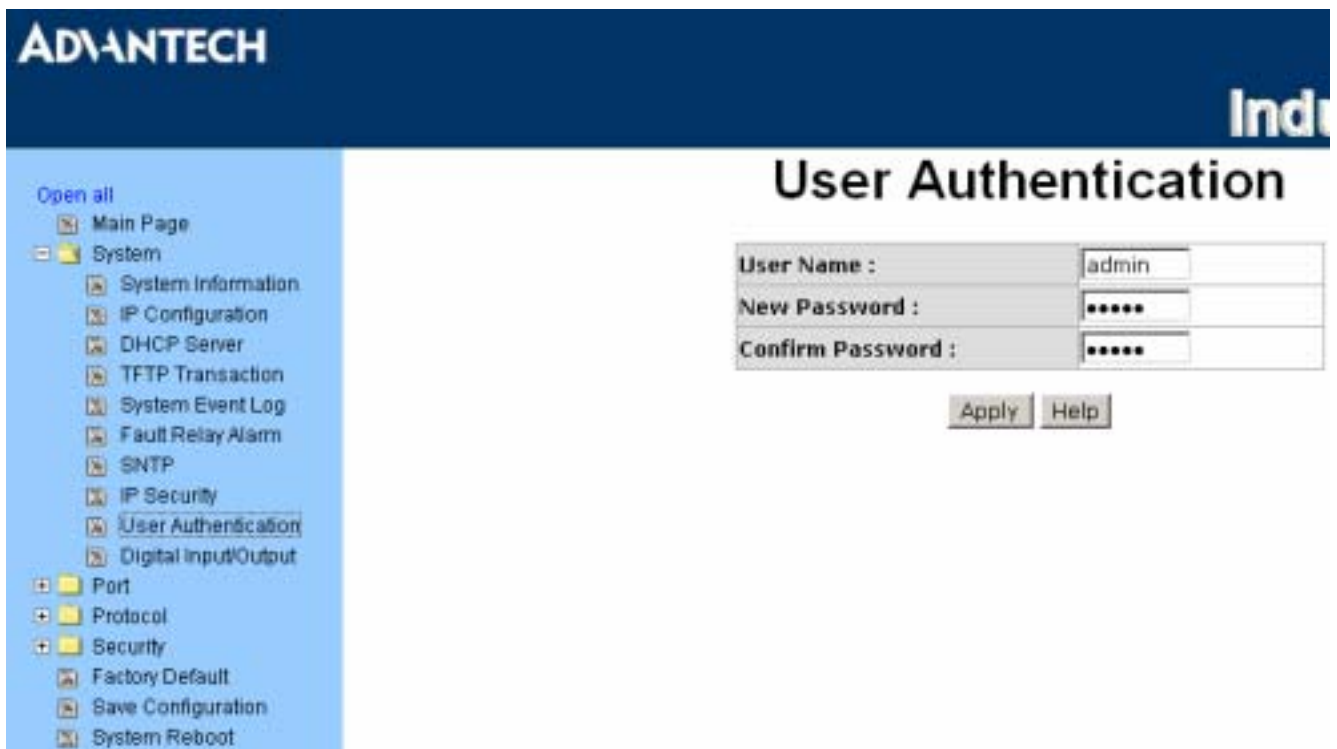 ADVANTECH
Indu
Open all
Main Page
System
System Information
IP Configuration
DHCP Server
TFTP Transaction
System Event Log
Fault Relay Alarm
SNTP
IP Security
User Authentication
Digital Input/Output
Port
Protocol
Security
Factory Default
Save Configuration
System Reboot
User Authentication
User Name : admin
New Password : •••••
Confirm Password : •••••
Apply Help